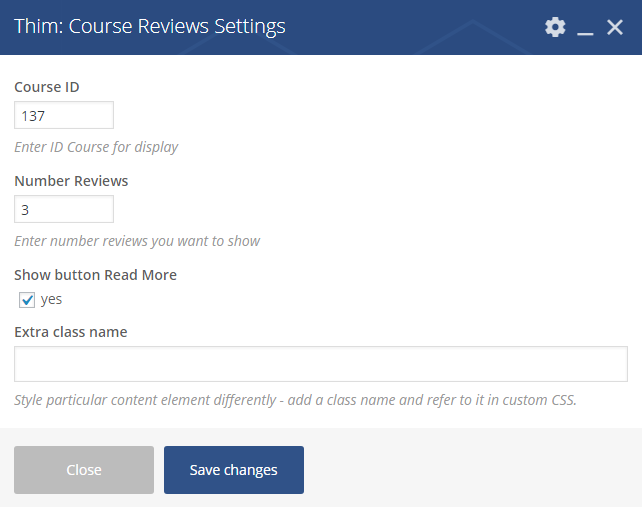 Thim: Course Reviews Settings
Course ID
137
Enter ID Course for display
Number Reviews
3
Enter number reviews you want to show
Show button Read More
yes
Extra class name
Style particular content element differently - add a class name and refer to it in custom CSS.
Close
Save changes